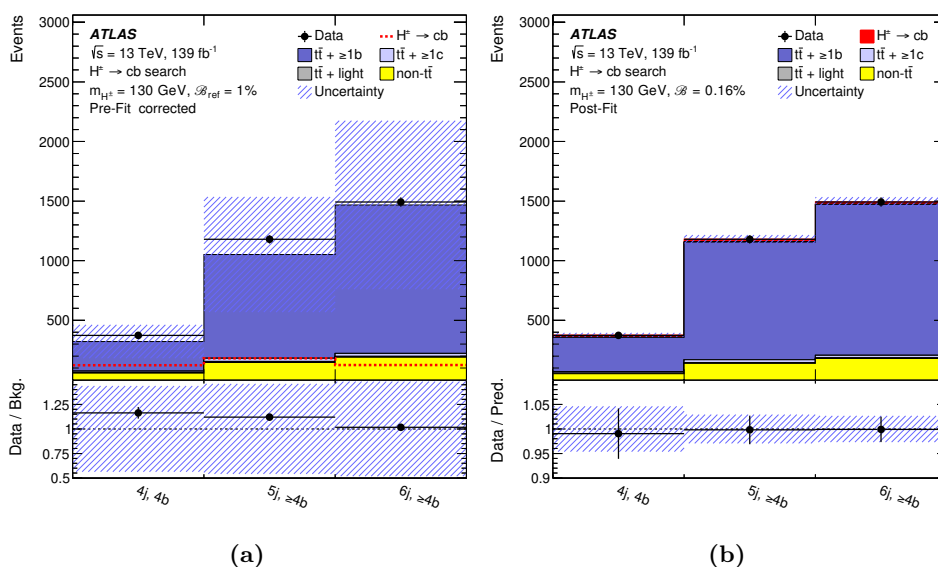 Events
3000
2500
2000
1500
1000
500
ATLAS
√s = 13 TeV, 139 fb⁻¹
H± → cb search
m_H± = 130 GeV, ℬ_ref = 1%
Pre-Fit corrected
Data
H± → cb
tt̄ + ≥1b
tt̄ + ≥1c
tt̄ + light
non-tt̄
Uncertainty
Data / Bkg.
1.25
1
0.75
0.5
4j, 4b
5j, ≥4b
6j, ≥4b
(a)
Events
3000
2500
2000
1500
1000
500
ATLAS
√s = 13 TeV, 139 fb⁻¹
H± → cb search
m_H± = 130 GeV, ℬ = 0.16%
Post-Fit
Data
H± → cb
tt̄ + ≥1b
tt̄ + ≥1c
tt̄ + light
non-tt̄
Uncertainty
Data / Pred.
1.05
1
0.95
0.9
4j, 4b
5j, ≥4b
6j, ≥4b
(b)